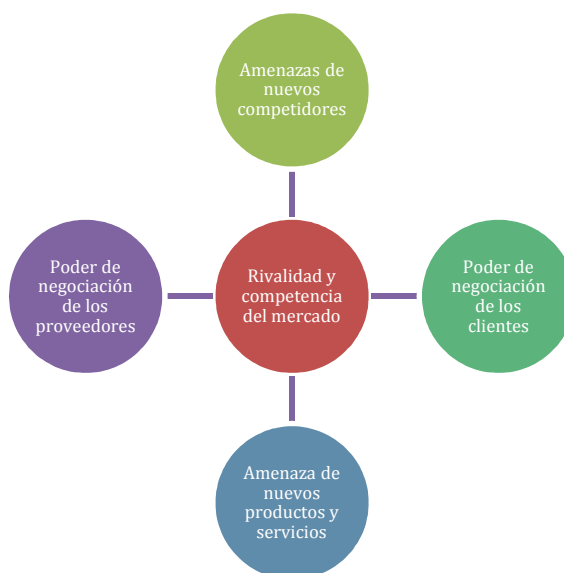 Amenazas de
nuevos
competidores
Poder de
negociación
de los
proveedores
Rivalidad y
competencia
del mercado
Poder de
negociación
de los
clientes
Amenaza de
nuevos
productos y
servicios